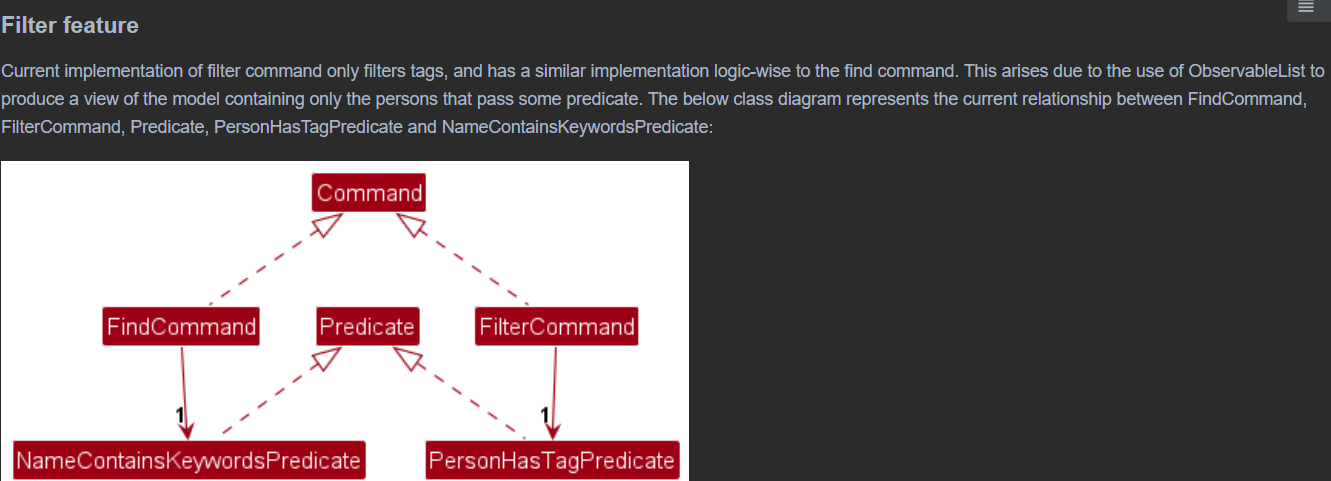 Filter feature
Current implementation of filter command only filters tags, and has a similar implementation logic-wise to the find command. This arises due to the use of ObservableList to
produce a view of the model containing only the persons that pass some predicate. The below class diagram represents the current relationship between FindCommand,
FilterCommand, Predicate, PersonHasTagPredicate and NameContainsKeywordsPredicate:
Command
FindCommand Predicate FilterCommand
1 1
NameContainsKeywordsPredicate PersonHasTagPredicate